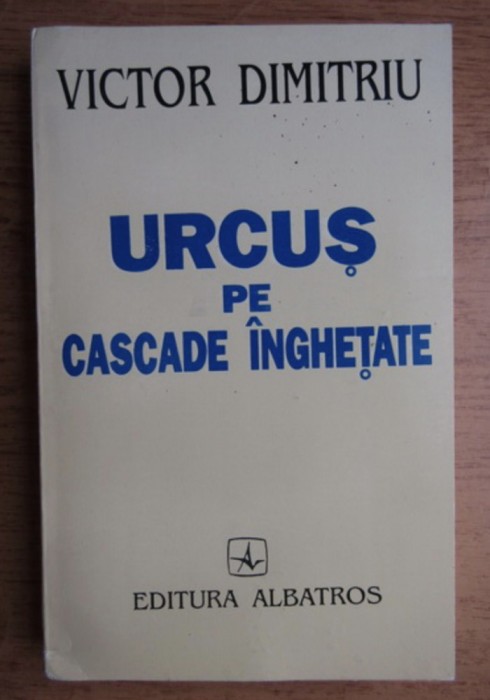 VICTOR DIMITRIU
URCUȘ
PE
CASCADE ÎNGHEȚATE
EDITURA ALBATROS